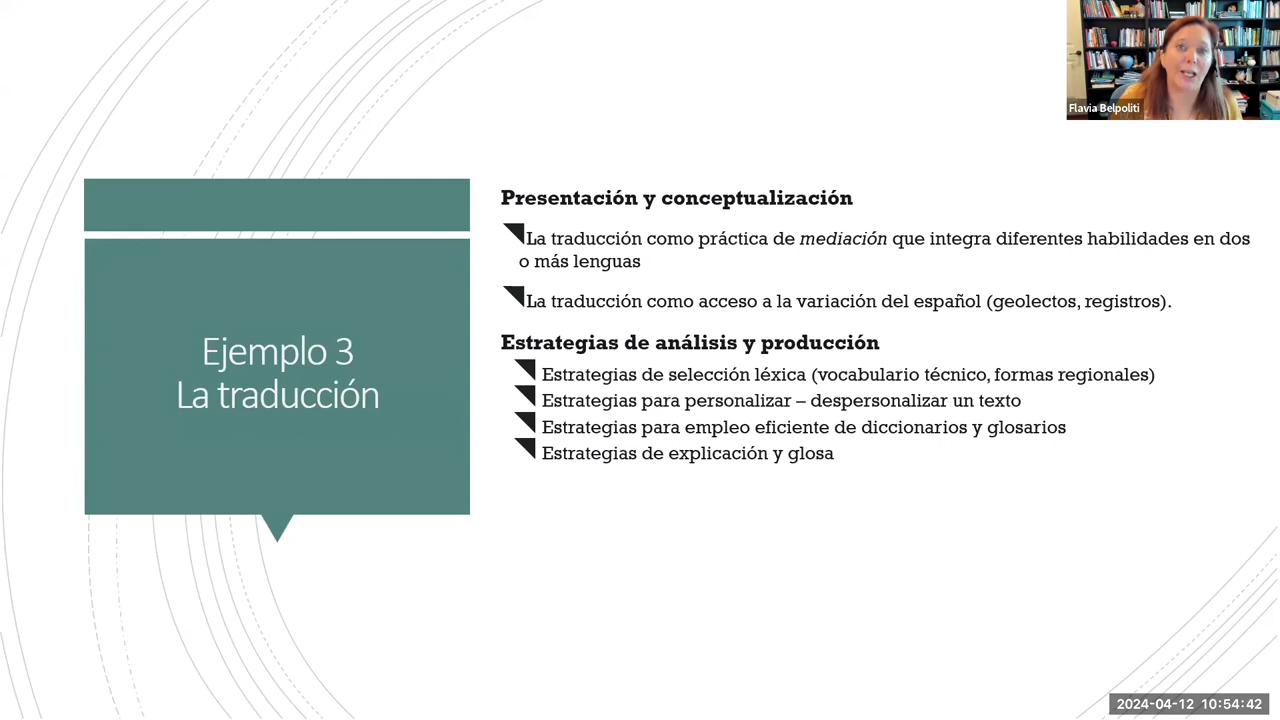 Flavia Belpoliti
Ejemplo 3
La traducción
Presentación y conceptualización
La traducción como práctica de mediación que integra diferentes habilidades en dos
o más lenguas
La traducción como acceso a la variación del español (geolectos, registros).
Estrategias de análisis y producción
Estrategias de selección léxica (vocabulario técnico, formas regionales)
Estrategias para personalizar – despersonalizar un texto
Estrategias para empleo eficiente de diccionarios y glosarios
Estrategias de explicación y glosa
2024-04-12 10:54:42